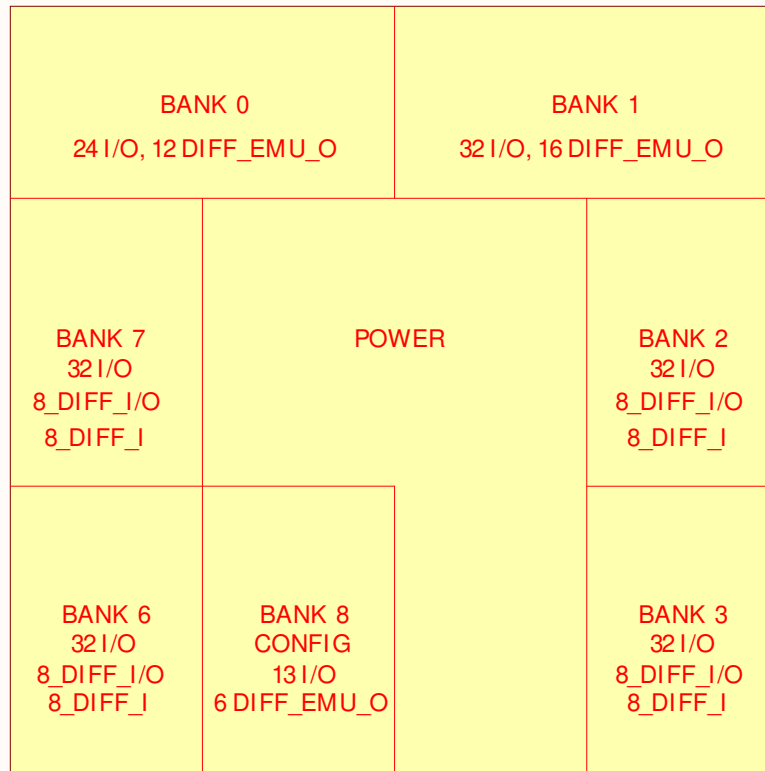 BANK 0
24 I/O, 12 DIFF_EMU_O
BANK 1
32 I/O, 16 DIFF_EMU_O
BANK 7
32 I/O
8_DIFF_I/O
8_DIFF_I
POWER
BANK 2
32 I/O
8_DIFF_I/O
8_DIFF_I
BANK 6
32 I/O
8_DIFF_I/O
8_DIFF_I
BANK 8
CONFIG
13 I/O
6 DIFF_EMU_O
BANK 3
32 I/O
8_DIFF_I/O
8_DIFF_I